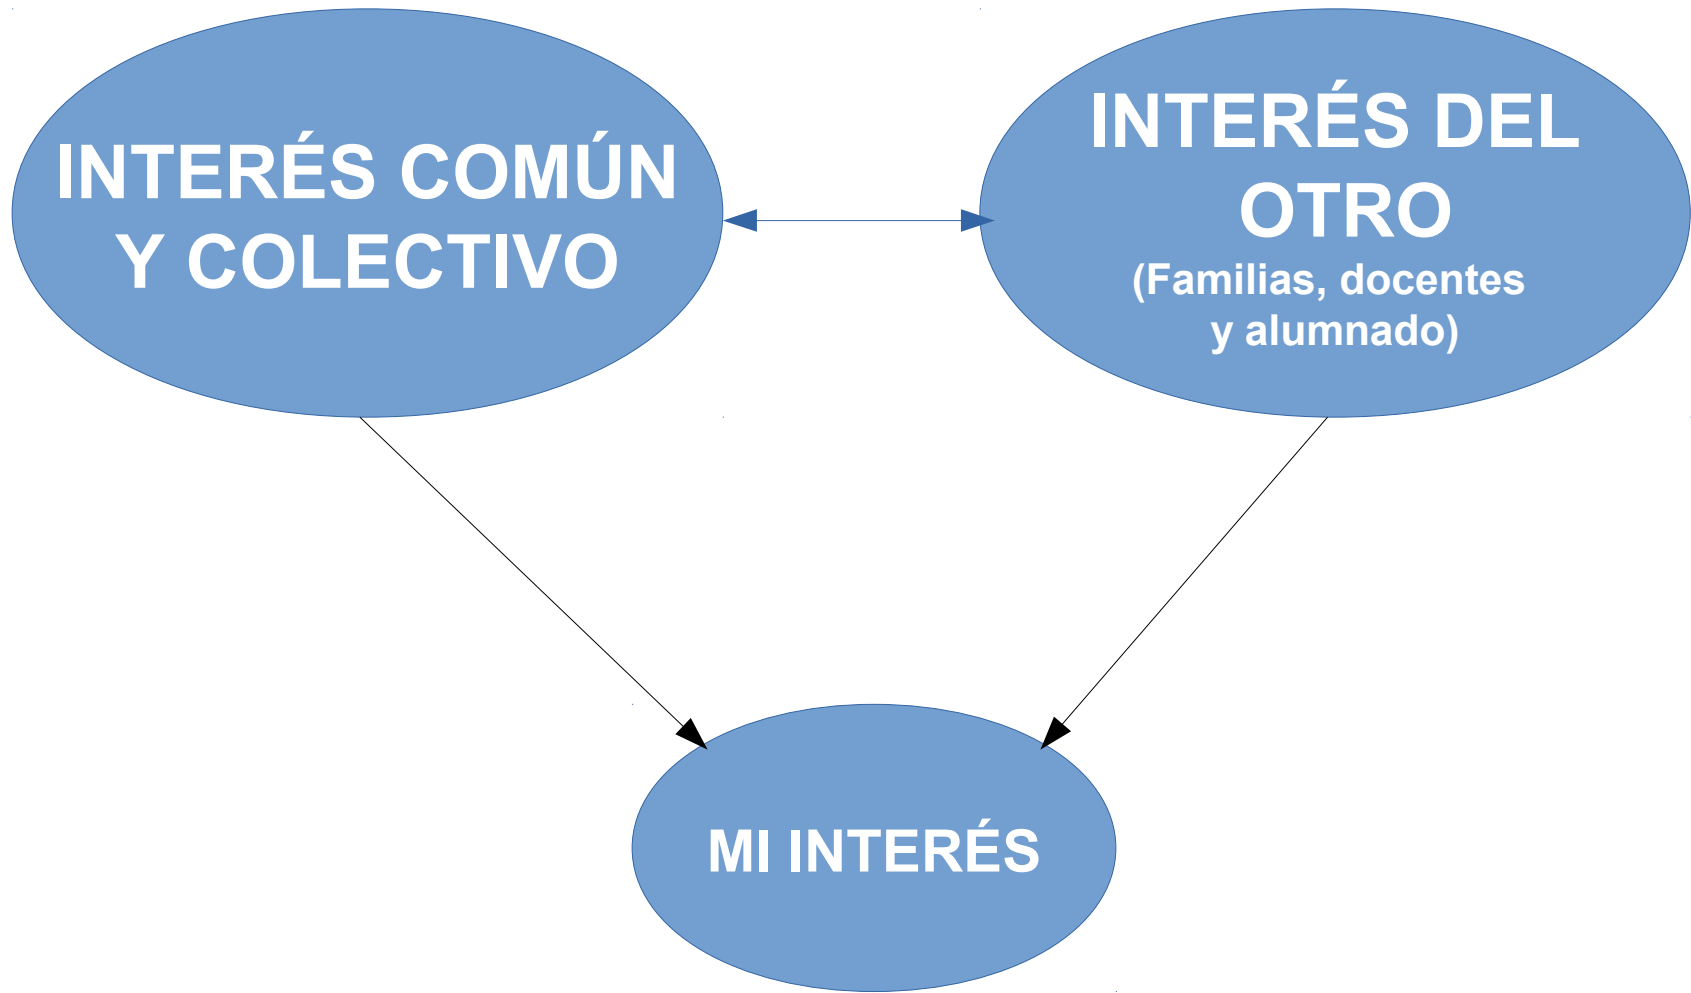 INTERÉS COMÚN
Y COLECTIVO
INTERÉS DEL
OTRO
(Familias, docentes
y alumnado)
MI INTERÉS